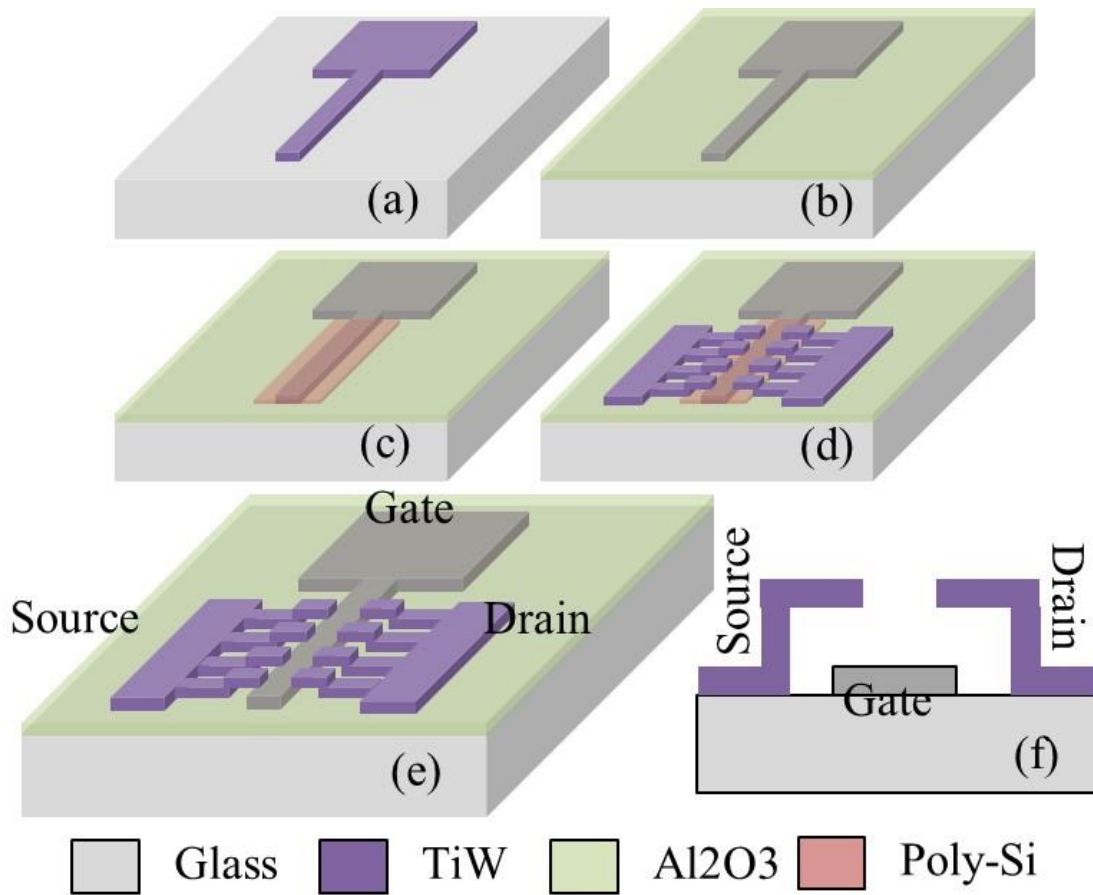 (a)
(b)
(c)
(d)
Gate
Source
Drain
(e)
Source
Drain
Gate
(f)
Glass
TiW
Al2O3
Poly-Si